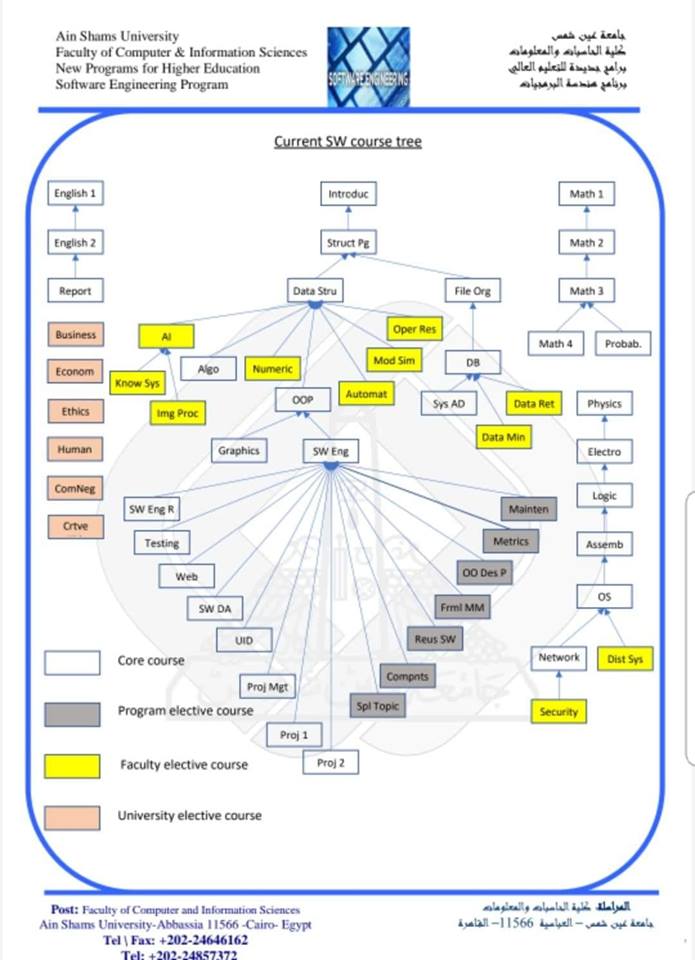 Ain Shams University
Faculty of Computer & Information Sciences
New Programs for Higher Education
Software Engineering Program
SOFTWARE ENGINEERING
جامعة عين شمس
كلية الحاسبات والمعلومات
برامج جديدة للتعليم العالى
برنامج هندسة البرمجيات
Current SW course tree
English 1
Introduc
Math 1
English 2
Struct Pg
Math 2
Report
Data Stru
File Org
Math 3
Business
AI
Oper Res
Math 4
Probab.
Econom
Know Sys
Algo
Numeric
Mod Sim
DB
Ethics
Img Proc
OOP
Automat
Sys AD
Data Ret
Physics
Human
Graphics
SW Eng
Data Min
Electro
ComNeg
SW Eng R
Mainten
Logic
Crtve
Testing
Metrics
Assemb
Web
OO Des P
SW DA
Frml MM
OS
UID
Reus SW
Network
Dist Sys
Core course
Proj Mgt
Compnts
Program elective course
Spl Topic
Security
Proj 1
Faculty elective course
Proj 2
University elective course
Post: Faculty of Computer and Information Sciences
Ain Shams University-Abbassia 11566 -Cairo- Egypt
Tel \ Fax: +202-24646162
Tel: +202-24857372
المراسلة: كلية الحاسبات والمعلومات
جامعة عين شمس – العباسية 11566– القاهرة